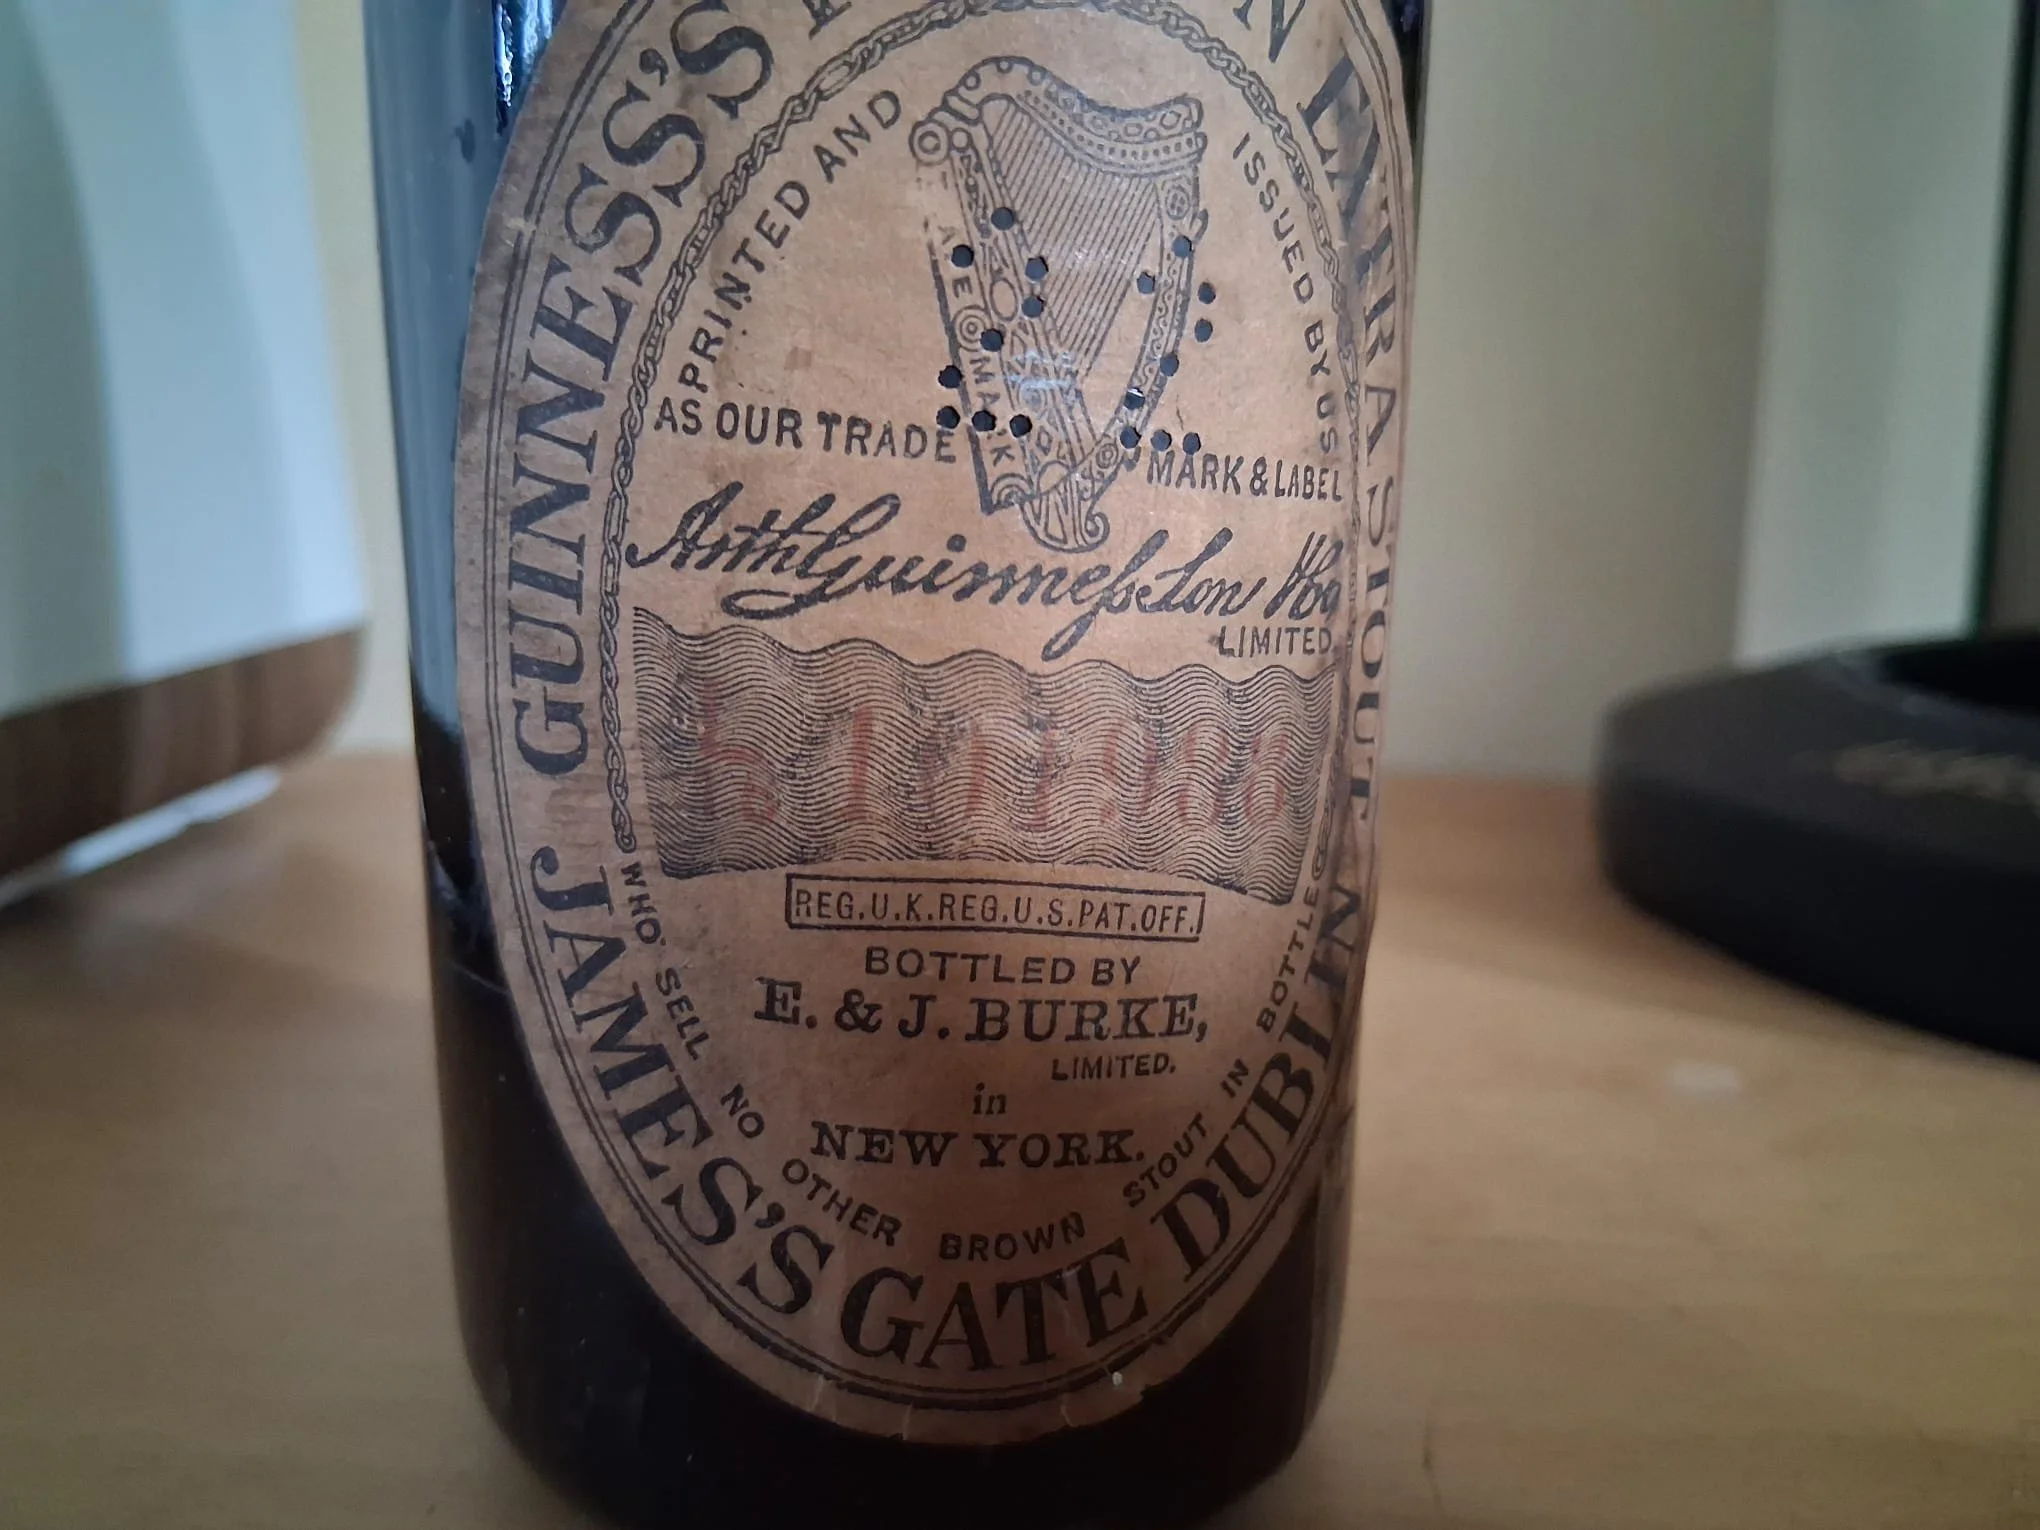 GUINNESS'S EXTRA STOUT
PRINTED AND ISSUED BY US
AS OUR TRADE MARK & LABEL
TRADE MARK
Arth Guinness Son & Co
LIMITED.
REG.U.K.REG.U.S.PAT.OFF.
BOTTLED BY
E. & J. BURKE,
LIMITED.
in
NEW YORK.
WHO SELL NO OTHER BROWN STOUT IN BOTTLE
JAMES'S GATE DUBLIN